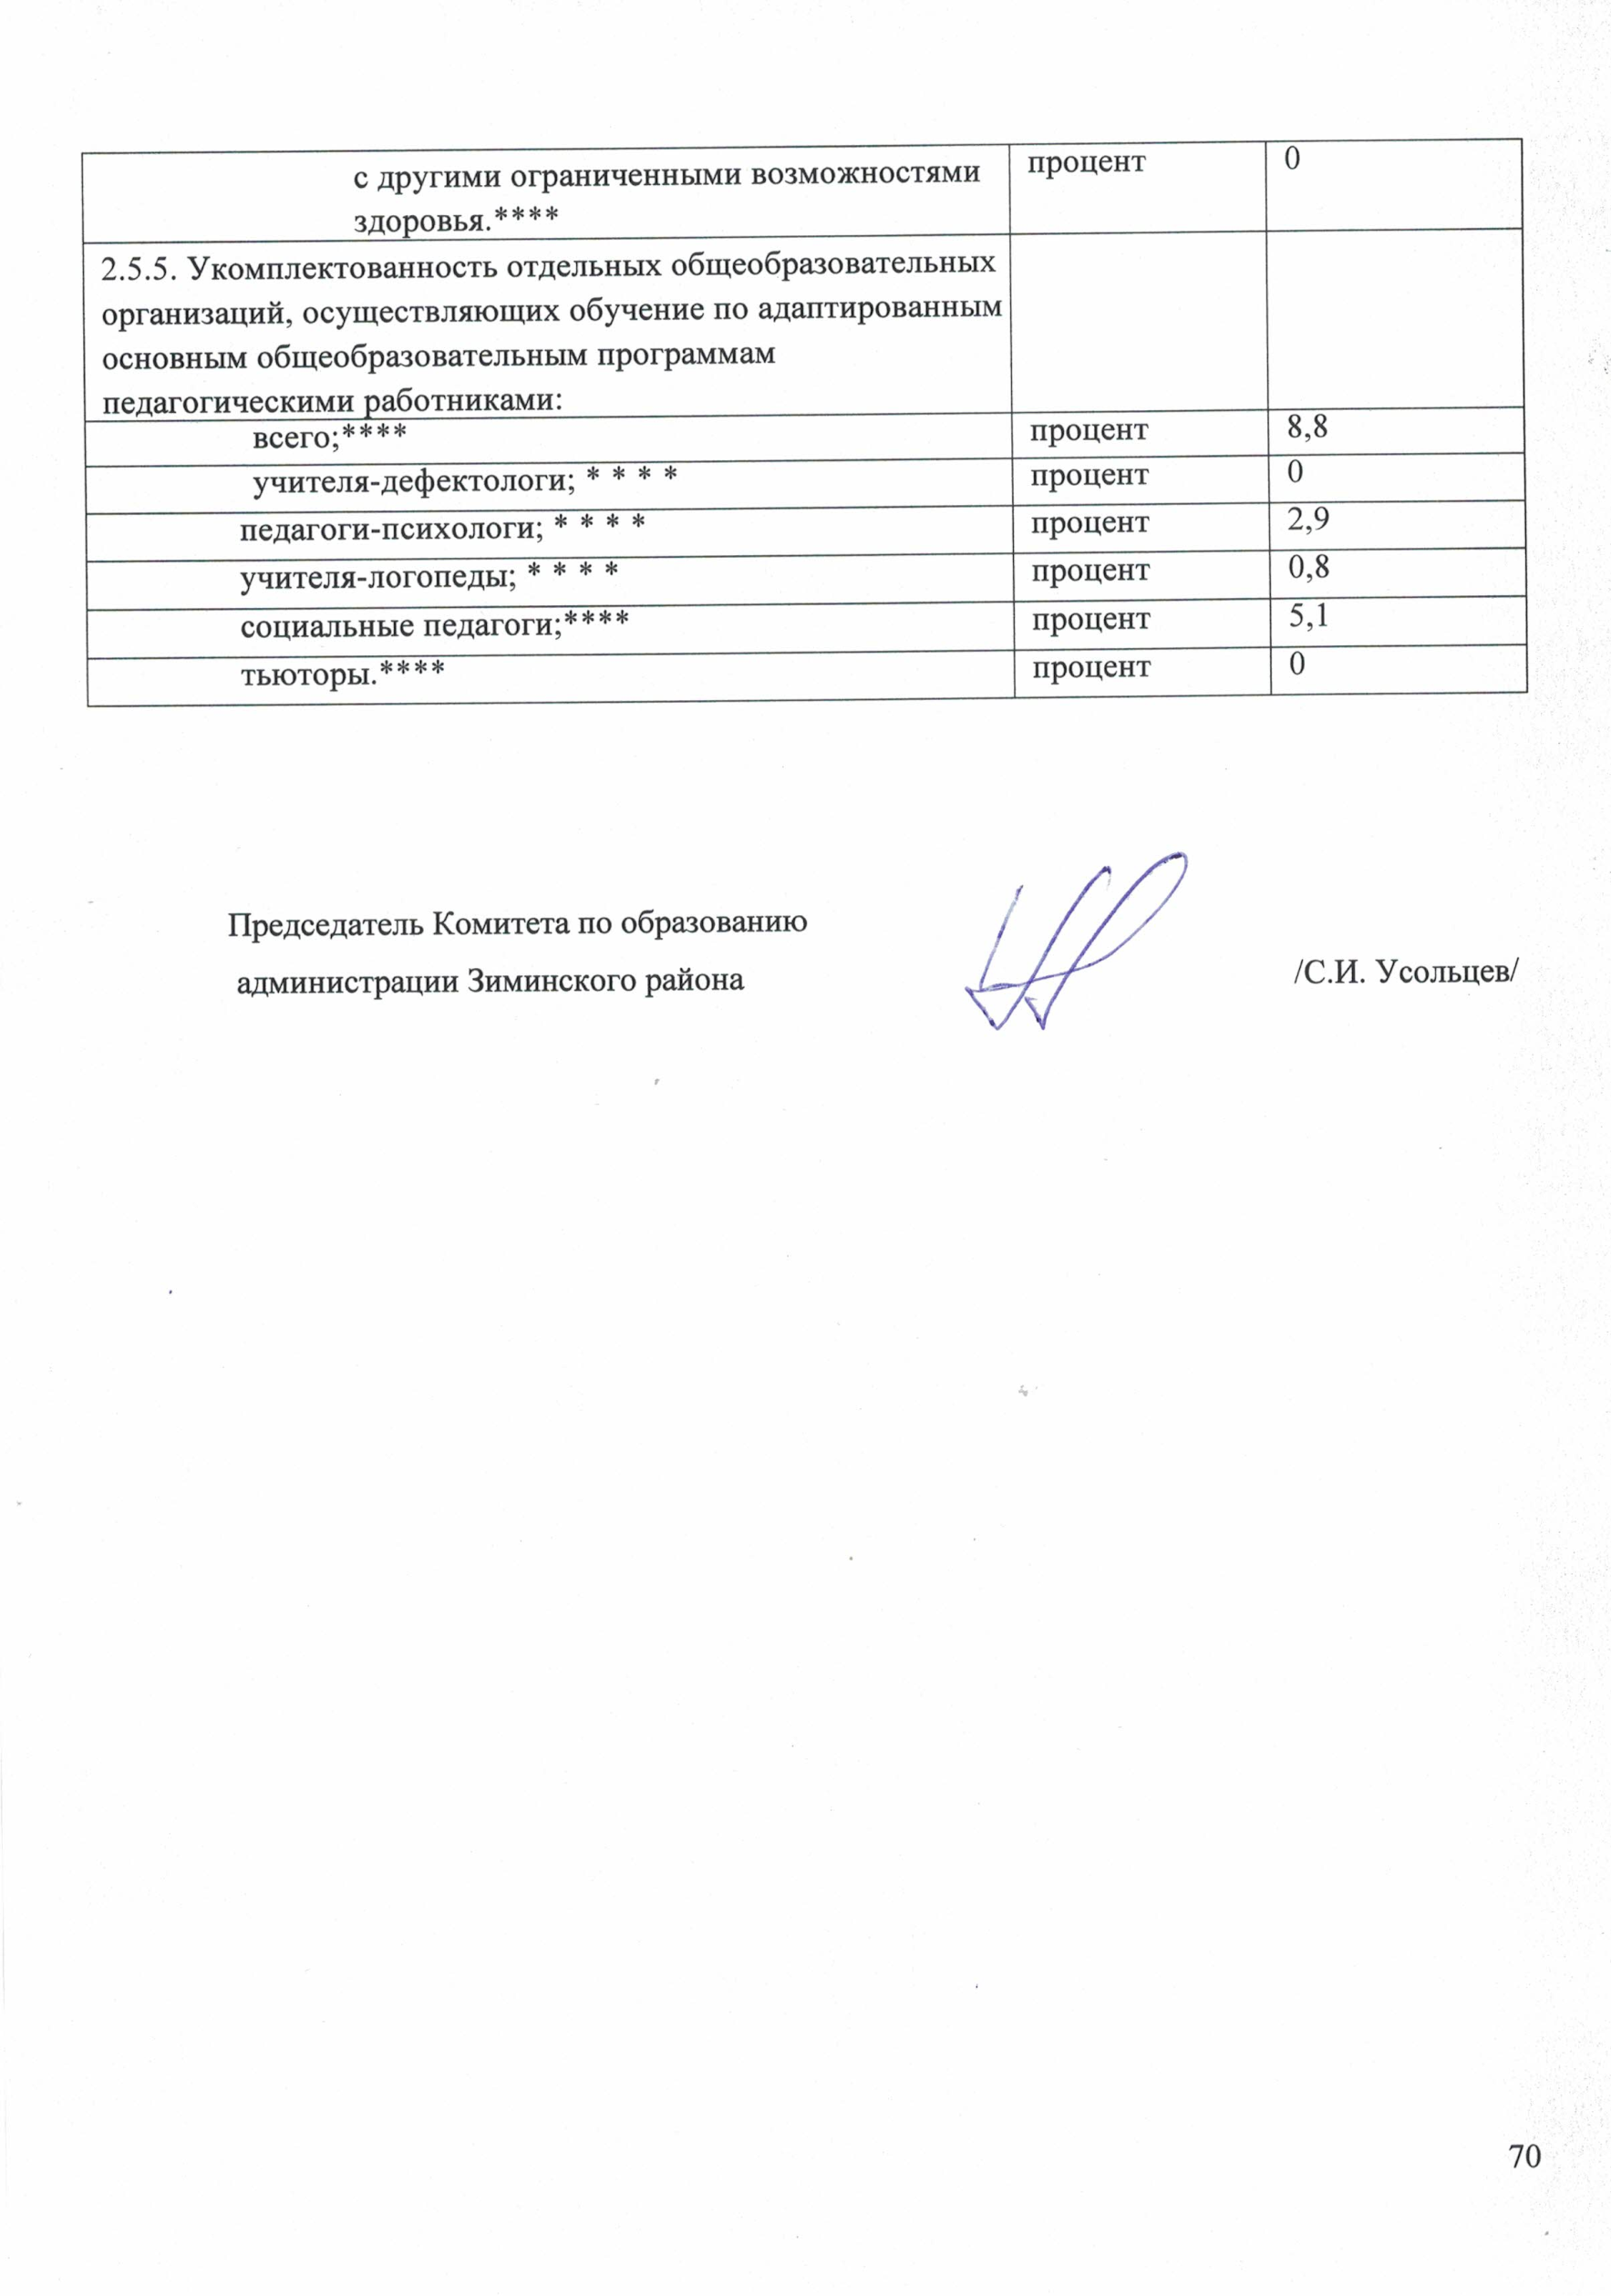 с другими ограниченными возможностями процент 0
здоровья.****
2.5.5. Укомплектованность отдельных общеобразовательных
организаций, осуществляющих обучение по адаптированным
основным общеобразовательным программам
педагогическими работниками:
всего;**** процент 8,8
учителя-дефектологи; * * * * процент 0
педагоги-психологи; * * * * процент 2,9
учителя-логопеды; * * * * процент 0,8
социальные педагоги;**** процент 5,1
тьюторы.**** процент 0
Председатель Комитета по образованию
администрации Зиминского района /С.И. Усольцев/
70